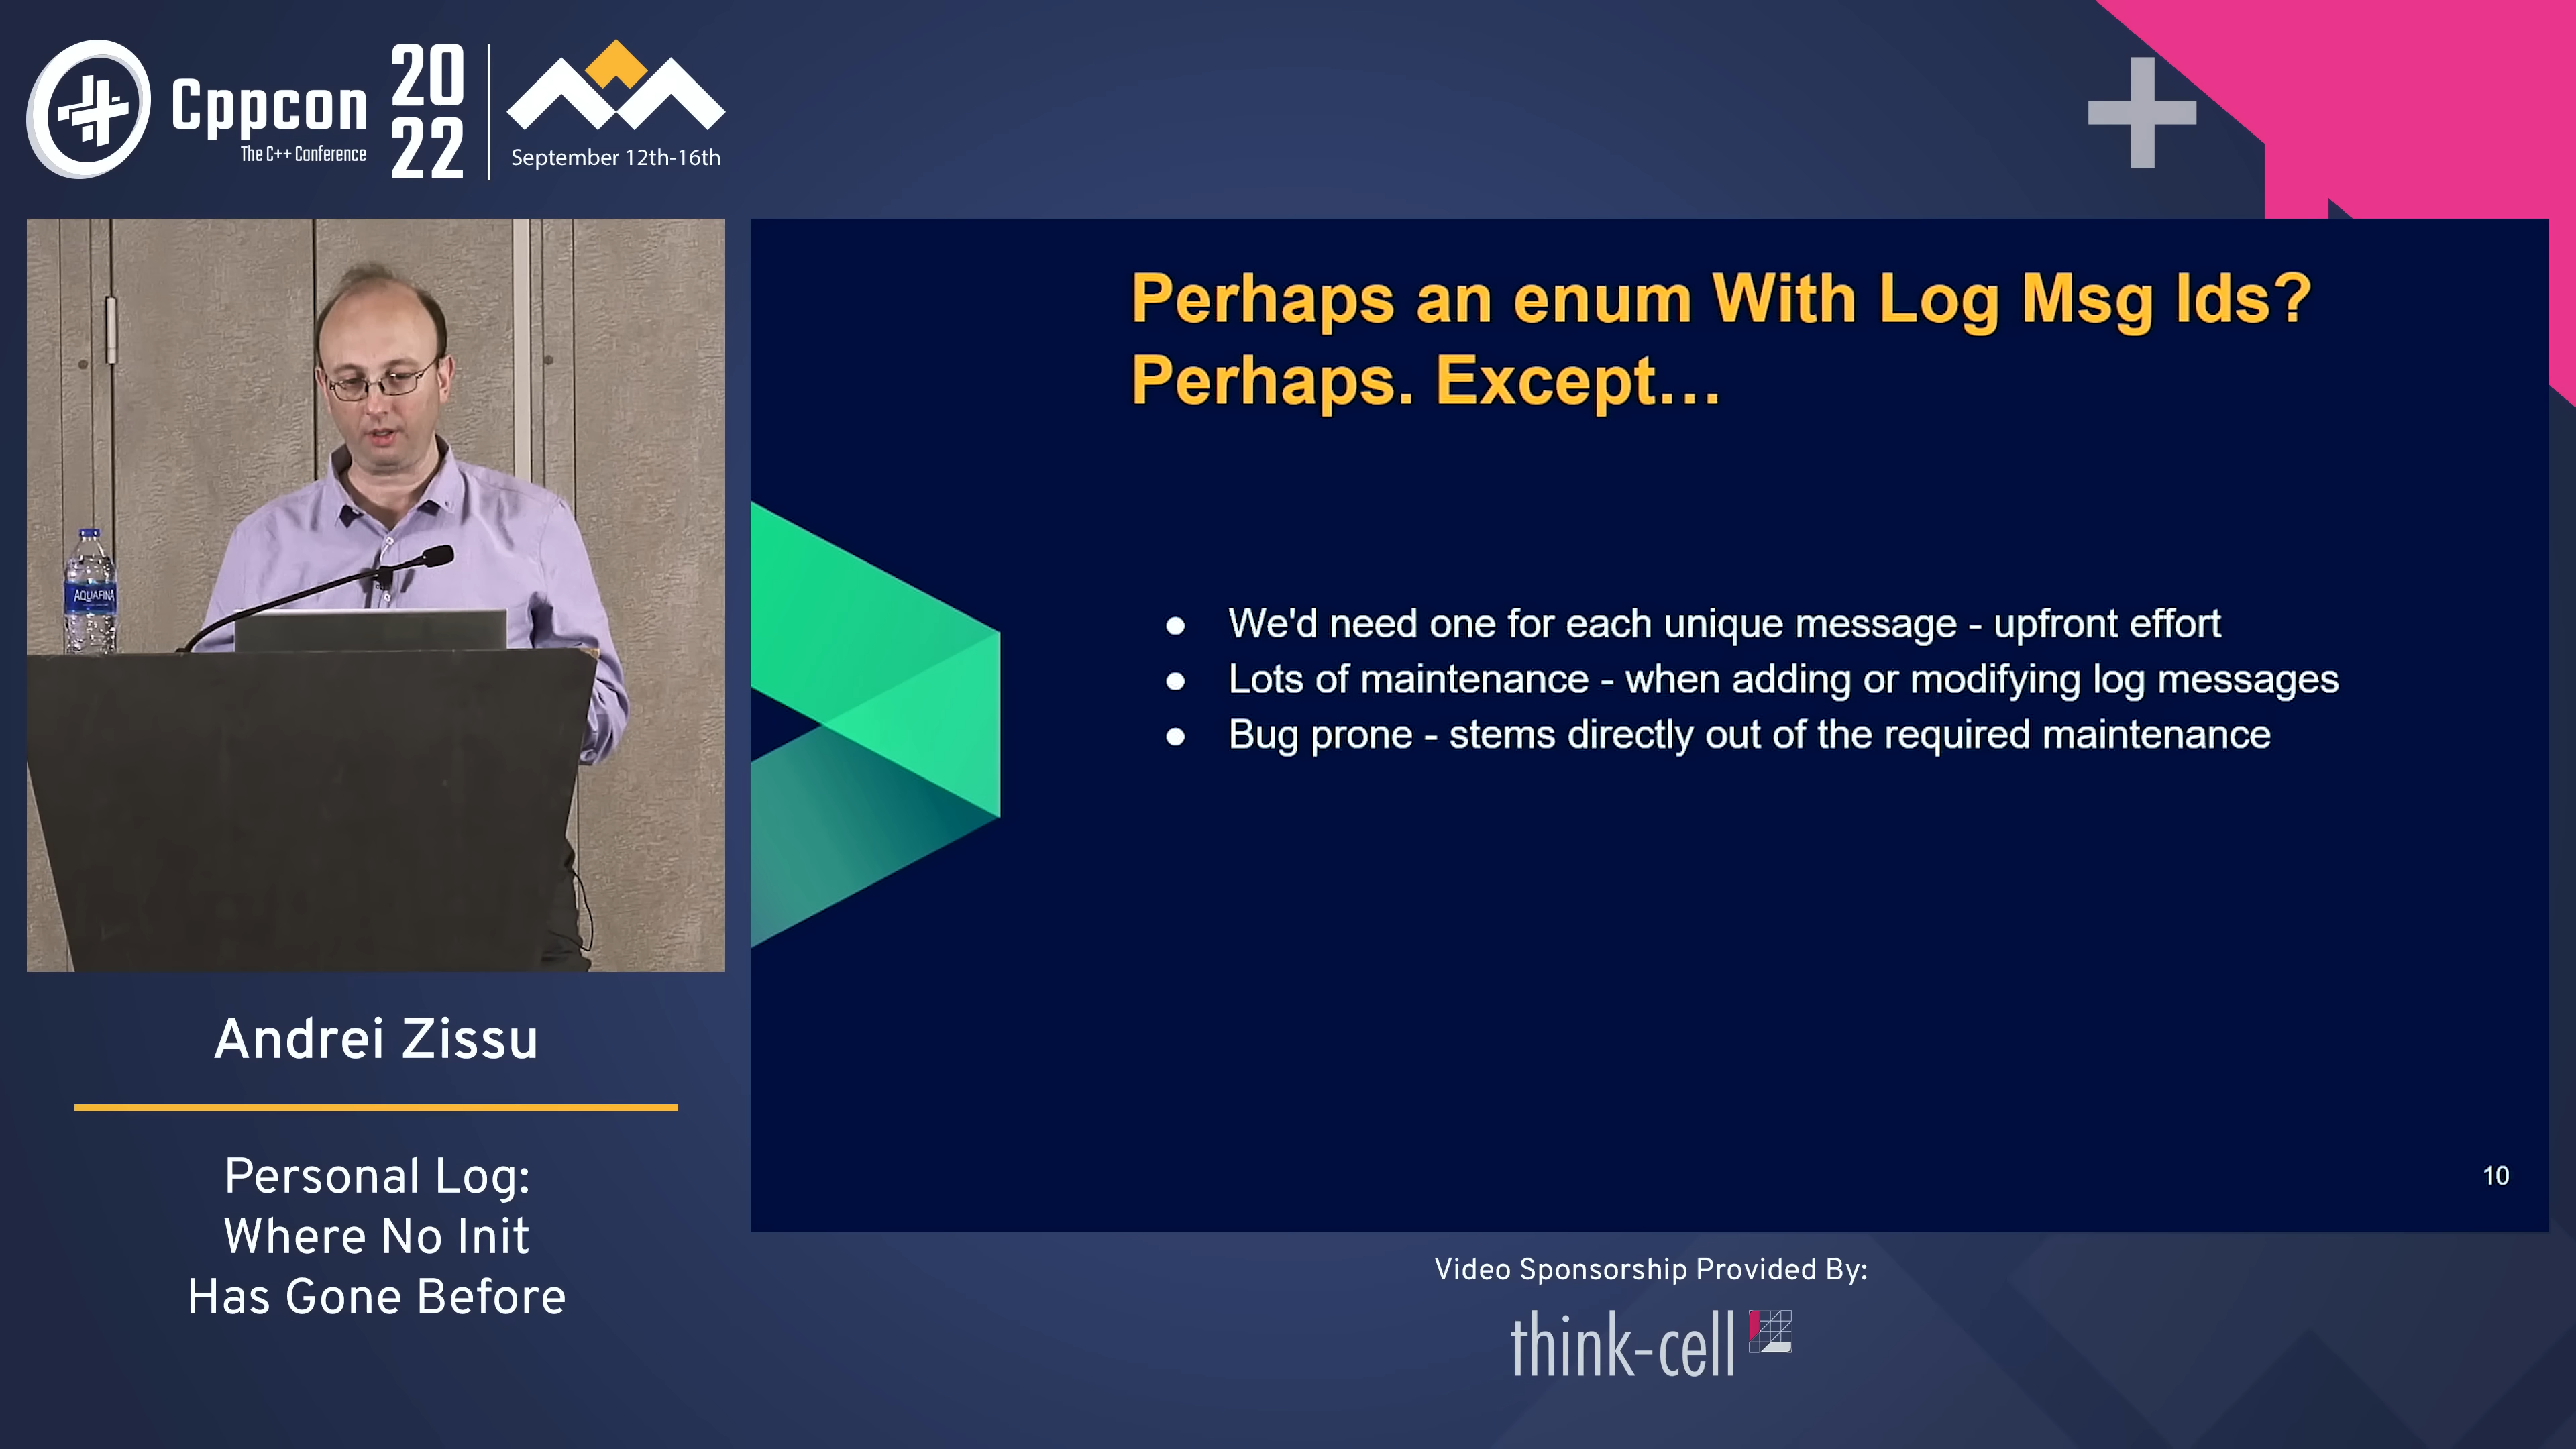 Cppcon
The C++ Conference
20
22
September 12th-16th
AQUAFINA
Perhaps an enum With Log Msg Ids?
Perhaps. Except...
● We'd need one for each unique message - upfront effort
● Lots of maintenance - when adding or modifying log messages
● Bug prone - stems directly out of the required maintenance
10
Andrei Zissu
Personal Log:
Where No Init
Has Gone Before
Video Sponsorship Provided By:
think-cell